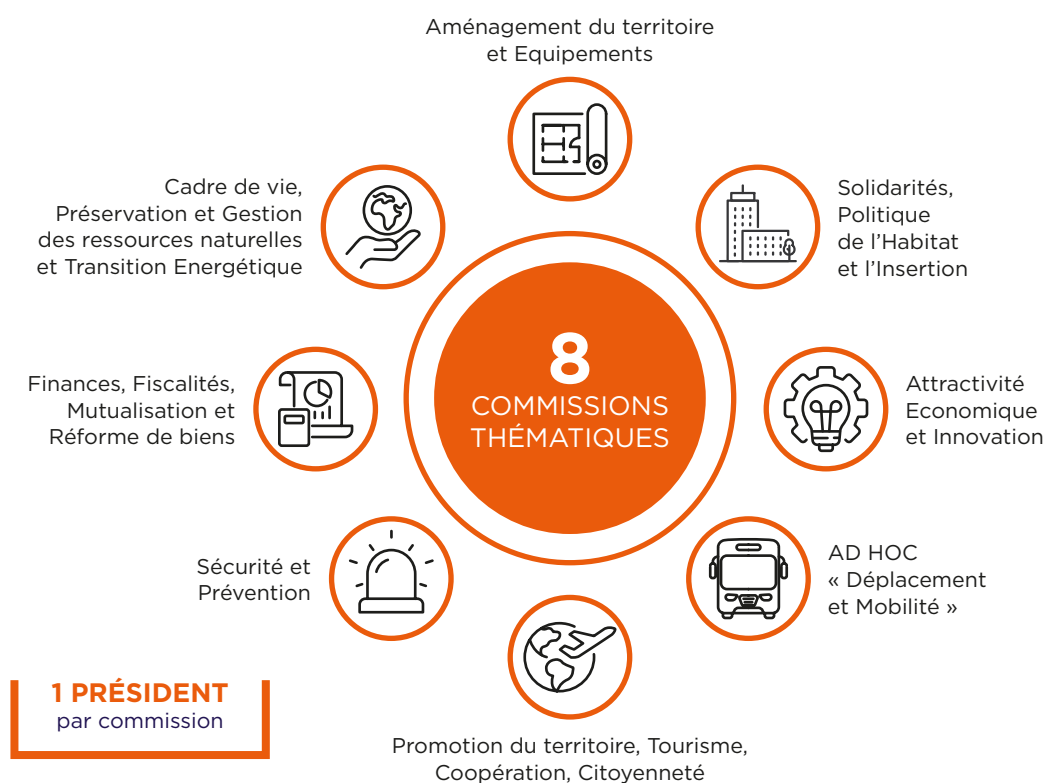 Aménagement du territoire
et Equipements
Solidarités,
Politique
de l'Habitat
et l'Insertion
Attractivité
Economique
et Innovation
AD HOC
« Déplacement
et Mobilité »
Promotion du territoire, Tourisme,
Coopération, Citoyenneté
Sécurité et
Prévention
Finances, Fiscalités,
Mutualisation et
Réforme de biens
Cadre de vie,
Préservation et Gestion
des ressources naturelles
et Transition Energétique
8
COMMISSIONS
THÉMATIQUES
1 PRÉSIDENT
par commission